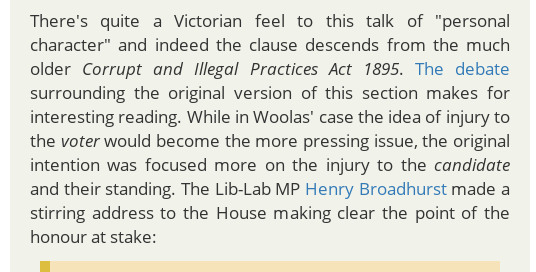 There's quite a Victorian feel to this talk of "personal
character" and indeed the clause descends from the much
older Corrupt and Illegal Practices Act 1895. The debate
surrounding the original version of this section makes for
interesting reading. While in Woolas' case the idea of injury to
the voter would become the more pressing issue, the original
intention was focused more on the injury to the candidate
and their standing. The Lib-Lab MP Henry Broadhurst made a
stirring address to the House making clear the point of the
honour at stake: